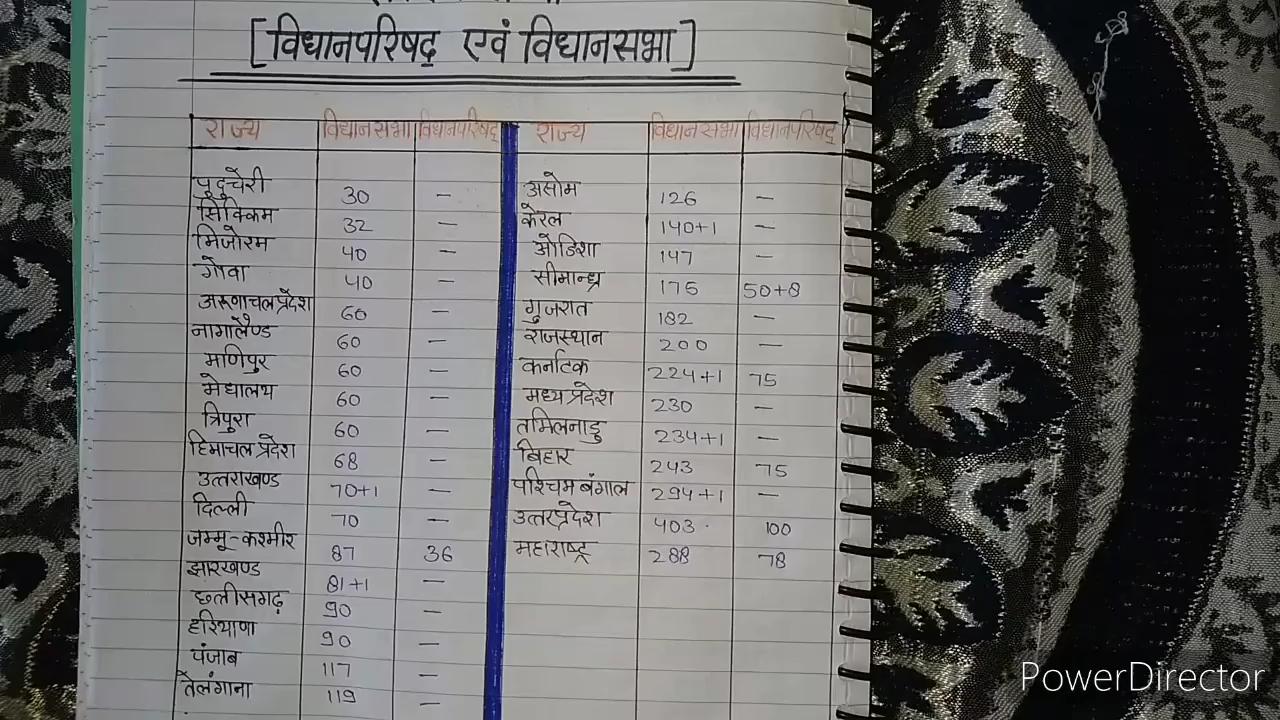 [विधानपरिषद् एवं विधानसभा]
राज्य विधानसभा विधानपरिषद्
पुदुचेरी 30 —
सिक्किम 32 —
मिजोरम 40 —
गोवा 40 —
अरूणाचल प्रदेश 60 —
नागालैण्ड 60 —
मणिपुर 60 —
मेघालय 60 —
त्रिपुरा 60 —
हिमाचल प्रदेश 68 —
उत्तराखण्ड 70+1 —
दिल्ली 70 —
जम्मू-कश्मीर 87 36
झारखण्ड 81+1 —
छत्तीसगढ़ 90 —
हरियाणा 90 —
पंजाब 117 —
तेलंगाना 119 —
राज्य विधानसभा विधानपरिषद्
असोम 126 —
केरल 140+1 —
ओडिशा 147 —
सीमान्ध्र 175 50+8
गुजरात 182 —
राजस्थान 200 —
कर्नाटक 224+1 75
मध्य प्रदेश 230 —
तमिलनाडु 234+1 —
बिहार 243 75
पश्चिम बंगाल 294+1 —
उत्तरप्रदेश 403 100
महाराष्ट्र 288 78
PowerDirector